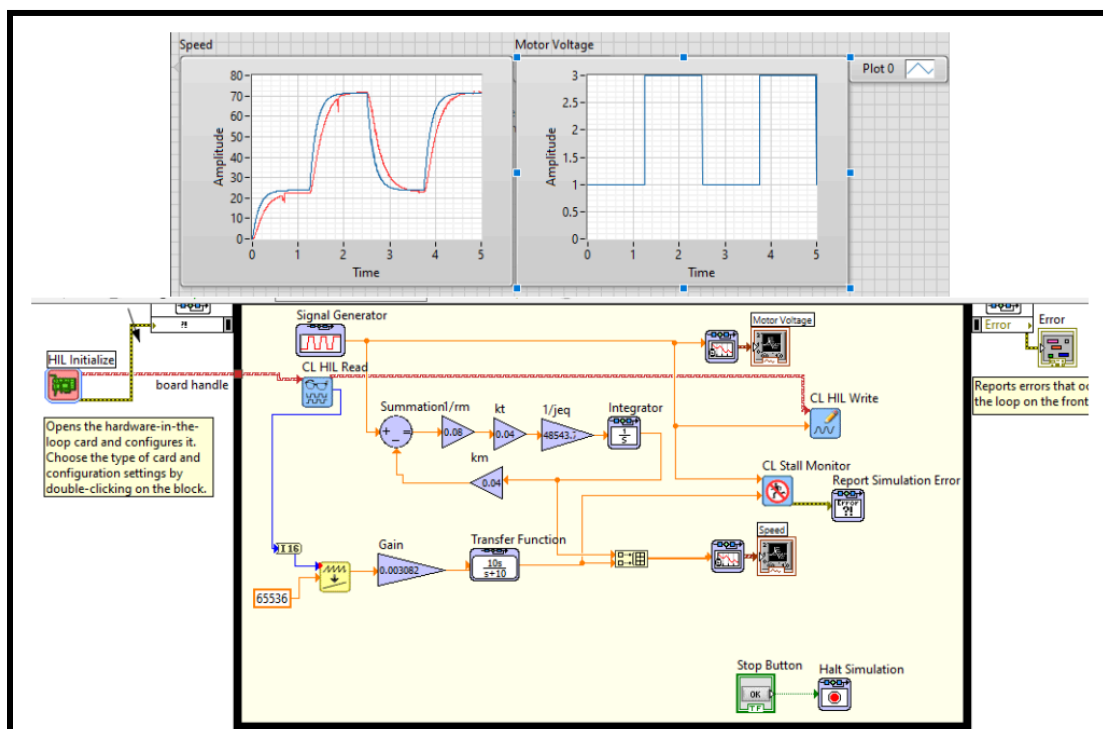 Speed
Motor Voltage
Plot 0
Amplitude
80
70
60
50
40
30
20
10
0
0 1 2 3 4 5
Time
Amplitude
3
2.5
2
1.5
1
0.5
0
0 1 2 3 4 5
Time
?!
Signal Generator
Motor Voltage
Error
Error
HIL Initialize
board handle
CL HIL Read
CL HIL Write
Reports errors that oc
the loop on the front
Opens the hardware-in-the-
loop card and configures it.
Choose the type of card and
configuration settings by
double-clicking on the block.
Summation
1/rm
kt
1/jeq
Integrator
+
−
0.08
0.04
48543.
1
s
km
0.04
CL Stall Monitor
Report Simulation Error
Error
?!
I16
Gain
0.003082
Transfer Function
10s
s+10
Speed
65536
Stop Button
Halt Simulation
OK
TF